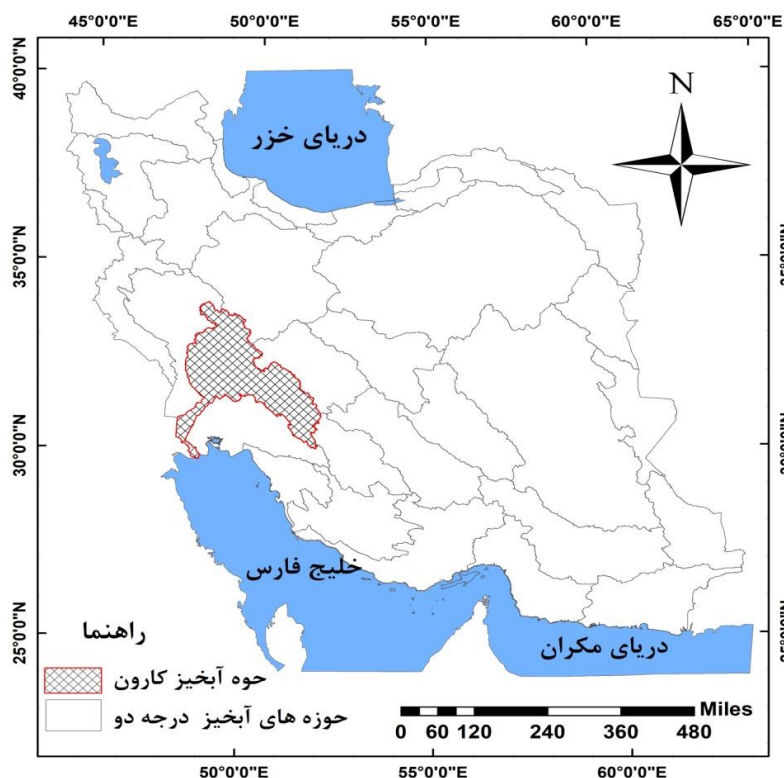 45°0'0"E 50°0'0"E 55°0'0"E 60°0'0"E 65°0'0"E
40°0'0"N
N
دریای خزر
35°0'0"N
30°0'0"N
خلیج فارس
25°0'0"N
دریای مکران
راهنما
حوه آبخیز کارون
حوزه های آبخیز درجه دو
Miles
0 60 120 240 360 480
50°0'0"E 55°0'0"E 60°0'0"E